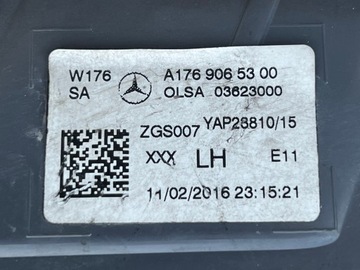 W176 A176 906 53 00
SA OLSA 03623000
ZGS007 YAP28810/15
XXX LH E11
11/02/2016 23:15:21